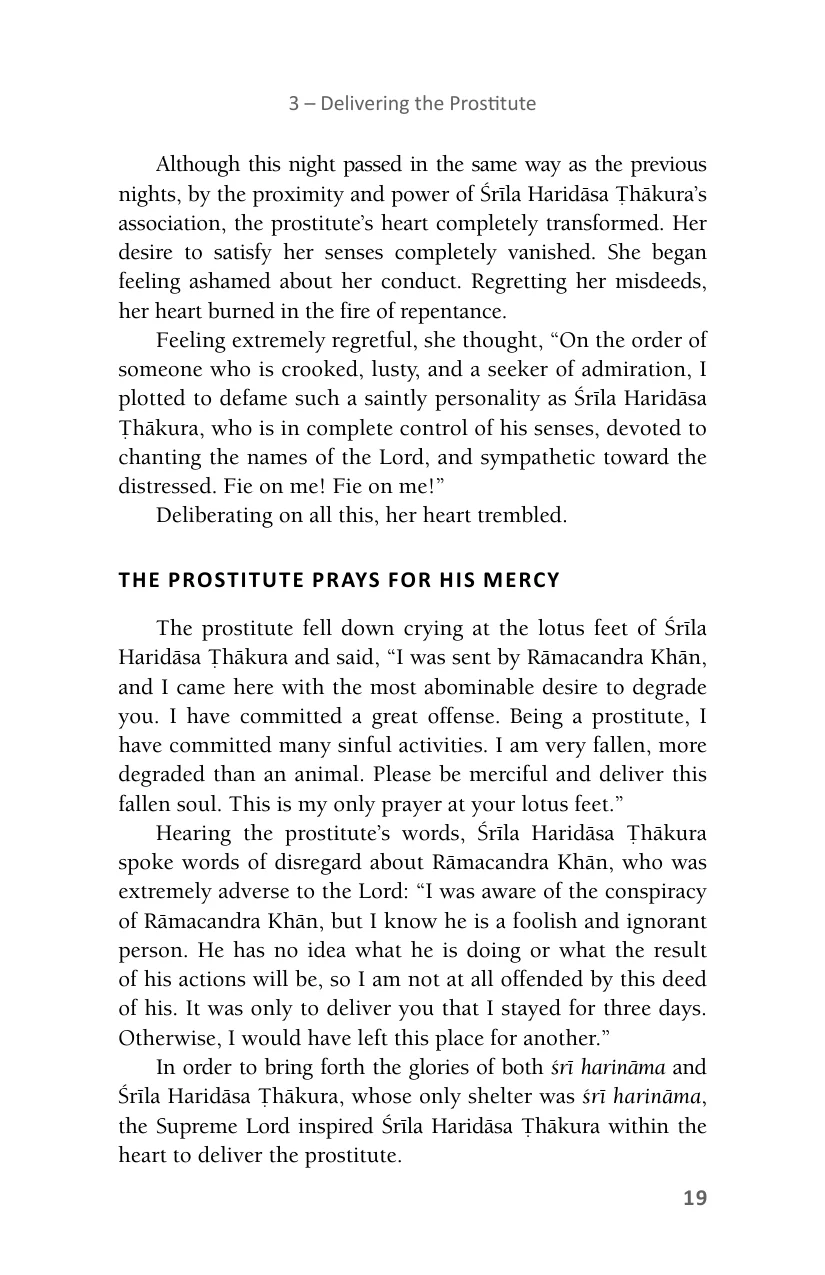 3 – Delivering the Prostitute
Although this night passed in the same way as the previous
nights, by the proximity and power of Śrīla Haridāsa Ṭhākura’s
association, the prostitute’s heart completely transformed. Her
desire to satisfy her senses completely vanished. She began
feeling ashamed about her conduct. Regretting her misdeeds,
her heart burned in the fire of repentance.
Feeling extremely regretful, she thought, “On the order of
someone who is crooked, lusty, and a seeker of admiration, I
plotted to defame such a saintly personality as Śrīla Haridāsa
Ṭhākura, who is in complete control of his senses, devoted to
chanting the names of the Lord, and sympathetic toward the
distressed. Fie on me! Fie on me!”
Deliberating on all this, her heart trembled.
THE PROSTITUTE PRAYS FOR HIS MERCY
The prostitute fell down crying at the lotus feet of Śrīla
Haridāsa Ṭhākura and said, “I was sent by Rāmacandra Khān,
and I came here with the most abominable desire to degrade
you. I have committed a great offense. Being a prostitute, I
have committed many sinful activities. I am very fallen, more
degraded than an animal. Please be merciful and deliver this
fallen soul. This is my only prayer at your lotus feet.”
Hearing the prostitute’s words, Śrīla Haridāsa Ṭhākura
spoke words of disregard about Rāmacandra Khān, who was
extremely adverse to the Lord: “I was aware of the conspiracy
of Rāmacandra Khān, but I know he is a foolish and ignorant
person. He has no idea what he is doing or what the result
of his actions will be, so I am not at all offended by this deed
of his. It was only to deliver you that I stayed for three days.
Otherwise, I would have left this place for another.”
In order to bring forth the glories of both śrī harināma and
Śrīla Haridāsa Ṭhākura, whose only shelter was śrī harināma,
the Supreme Lord inspired Śrīla Haridāsa Ṭhākura within the
heart to deliver the prostitute.
19